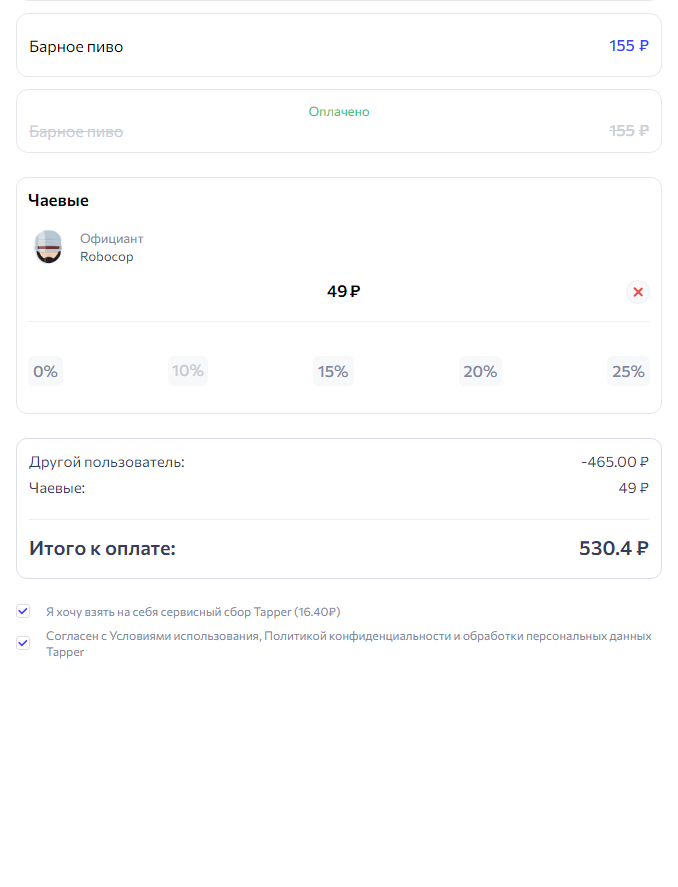 Барное пиво 155 ₽
Оплачено
Барное пиво 155 ₽
Чаевые
Официант
Robocop
49 ₽
0% 10% 15% 20% 25%
Другой пользователь: -465.00 ₽
Чаевые: 49 ₽
Итого к оплате: 530.4 ₽
Я хочу взять на себя сервисный сбор Tapper (16.40₽)
Согласен с Условиями использования, Политикой конфиденциальности и обработки персональных данных
Tapper